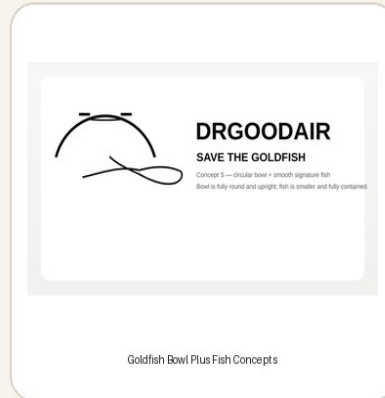 DRGOODAIR
SAVE THE GOLDFISH
Concept S — circular bowl + smooth signature fish
Bowl is fully round and upright; fish is smaller and fully contained.
Goldfish Bowl Plus Fish Concepts